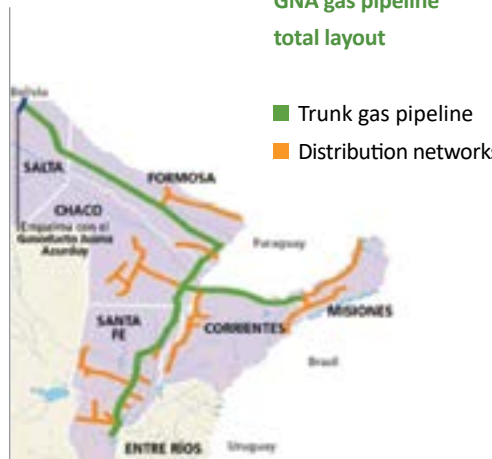 GNA gas pipeline
total layout
Trunk gas pipeline
Distribution networks
Bolivia
SALTA
FORMOSA
CHACO
Empalme con el
Gasoducto Juana
Azurduy
Paraguay
MISIONES
SANTA
FE
CORRIENTES
Brasil
ENTRE RÍOS
Uruguay